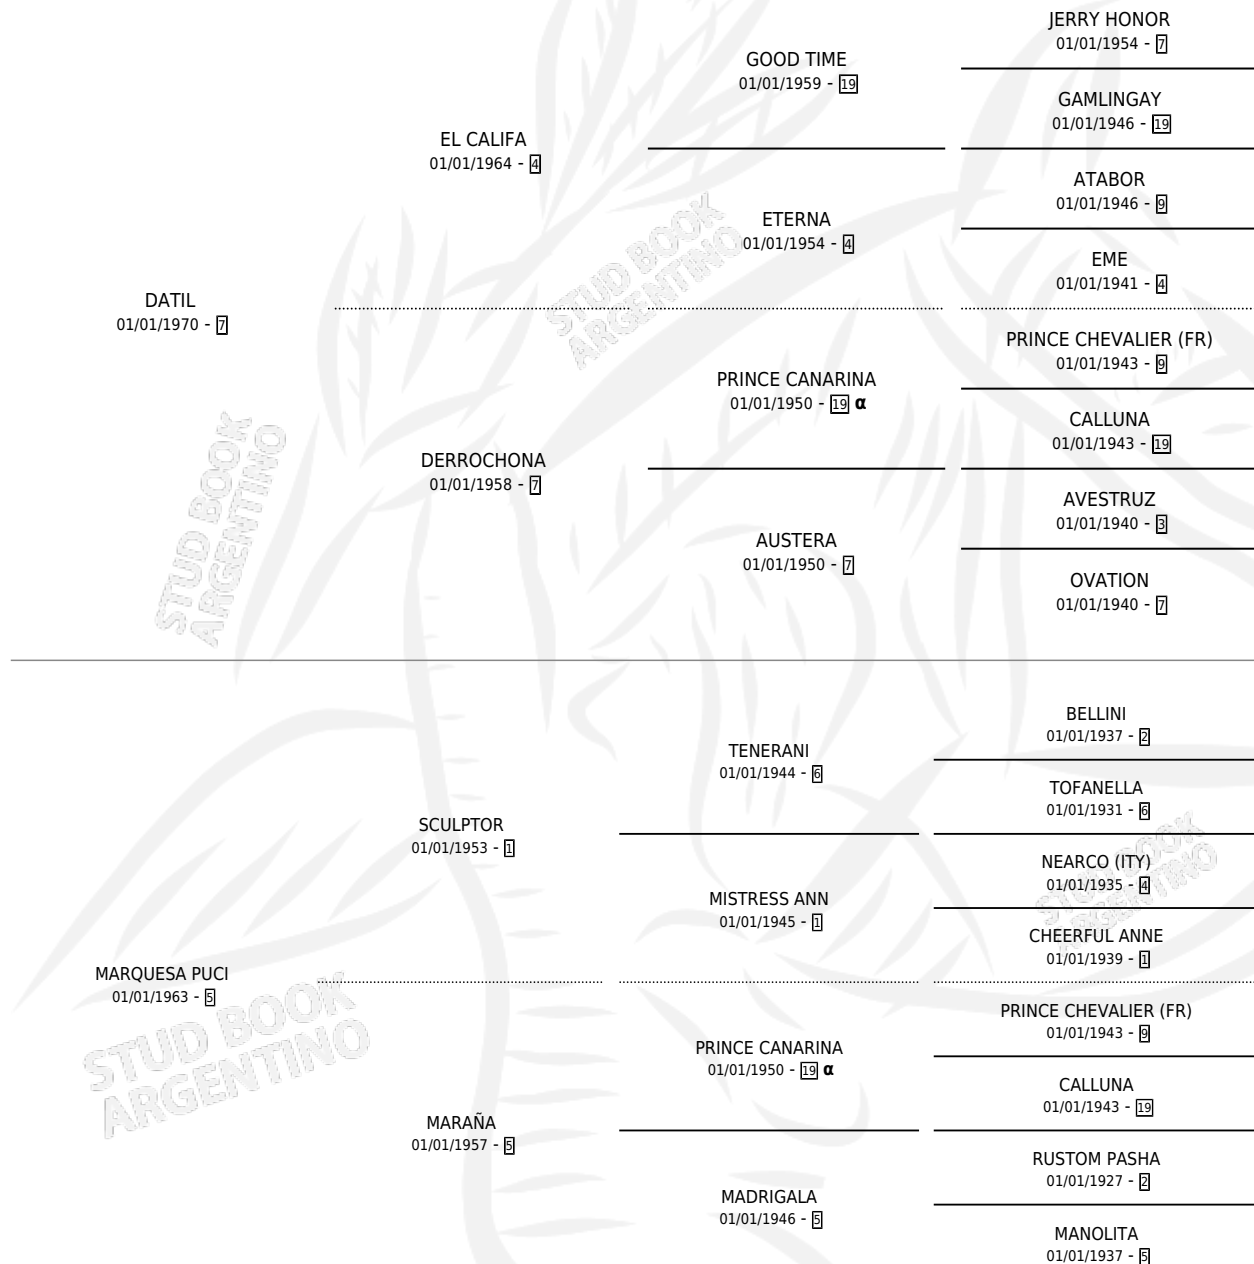 JERRY HONOR
01/01/1954 - 7
GOOD TIME
01/01/1959 - 19
GAMLINGAY
01/01/1946 - 19
EL CALIFA
01/01/1964 - 4
ATABOR
01/01/1946 - 9
ETERNA
01/01/1954 - 4
EME
01/01/1941 - 4
DATIL
01/01/1970 - 7
PRINCE CHEVALIER (FR)
01/01/1943 - 9
PRINCE CANARINA
01/01/1950 - 19 α
CALLUNA
01/01/1943 - 19
DERROCHONA
01/01/1958 - 7
AVESTRUZ
01/01/1940 - 3
AUSTERA
01/01/1950 - 7
OVATION
01/01/1940 - 7
STUD BOOK
ARGENTINO
STUD BOOK
ARGENTINO
BELLINI
01/01/1937 - 2
TENERANI
01/01/1944 - 6
TOFANELLA
01/01/1931 - 6
SCULPTOR
01/01/1953 - 1
NEARCO (ITY)
01/01/1935 - 4
MISTRESS ANN
01/01/1945 - 1
CHEERFUL ANNE
01/01/1939 - 1
STUD BOOK
ARGENTINO
MARQUESA PUCI
01/01/1963 - 5
PRINCE CHEVALIER (FR)
01/01/1943 - 9
PRINCE CANARINA
01/01/1950 - 19 α
CALLUNA
01/01/1943 - 19
MARAÑA
01/01/1957 - 5
RUSTOM PASHA
01/01/1927 - 2
MADRIGALA
01/01/1946 - 5
MANOLITA
01/01/1937 - 5
STUD BOOK
ARGENTINO